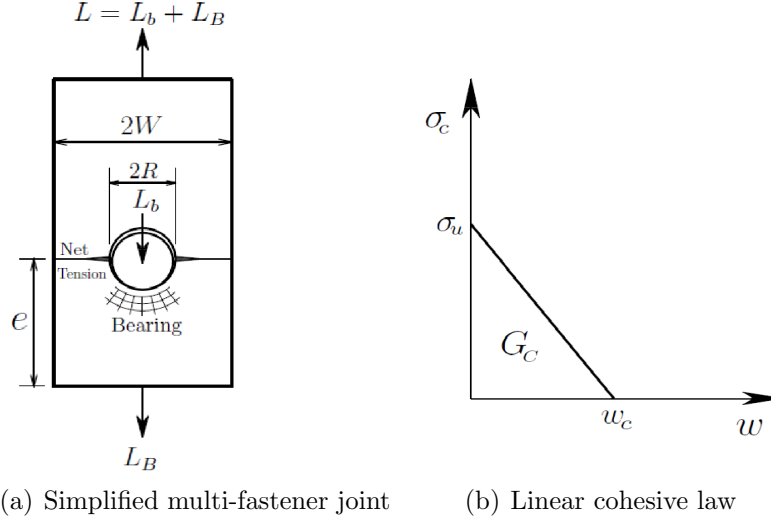 L = L_b + L_B
2W
2R
L_b
Net
Tension
Bearing
e
L_B
σ_c
σ_u
G_C
w_c
w
(a) Simplified multi-fastener joint
(b) Linear cohesive law